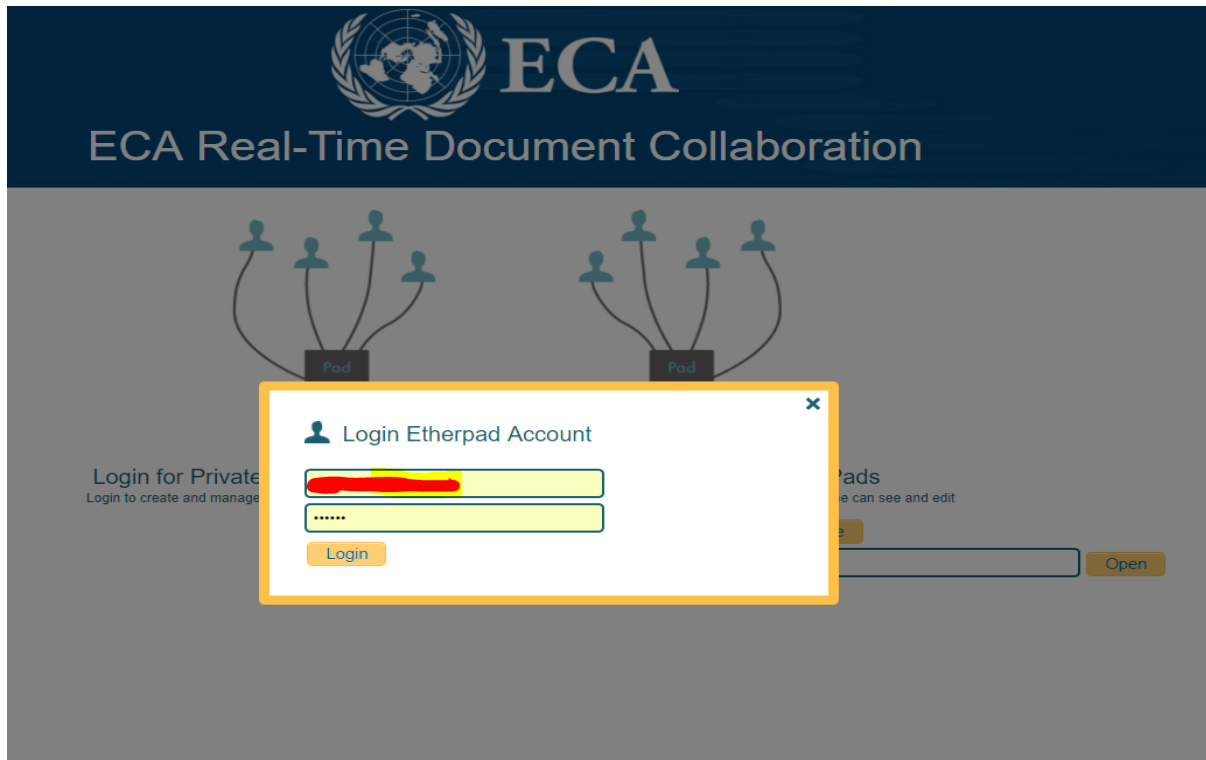 ECA
ECA Real-Time Document Collaboration
Pad
Pad
Login Etherpad Account
Login for Private
Login to create and manage
••••••
Login
Pads
can see and edit
Open